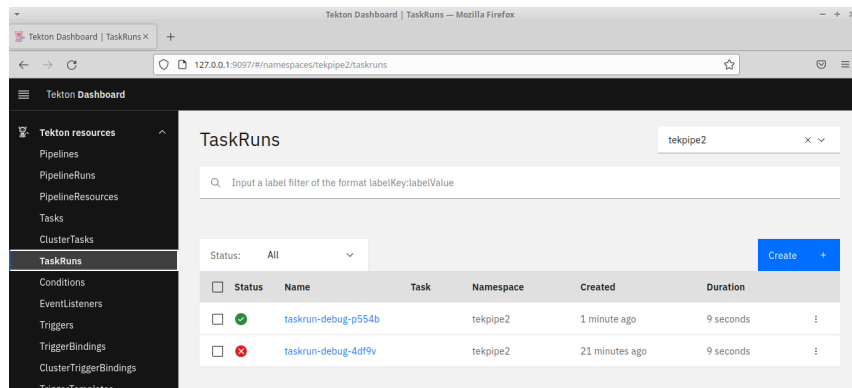 Tekton Dashboard | TaskRuns — Mozilla Firefox
Tekton Dashboard | TaskRuns
127.0.0.1:9097/#/namespaces/tekpipe2/taskruns
Tekton Dashboard
Tekton resources
Pipelines
PipelineRuns
PipelineResources
Tasks
ClusterTasks
TaskRuns
Conditions
EventListeners
Triggers
TriggerBindings
ClusterTriggerBindings
TriggerTemplates
TaskRuns
tekpipe2
Input a label filter of the format labelKey:labelValue
Status: All
Create +
Status Name Task Namespace Created Duration
taskrun-debug-p554b tekpipe2 1 minute ago 9 seconds
taskrun-debug-4df9v tekpipe2 21 minutes ago 9 seconds